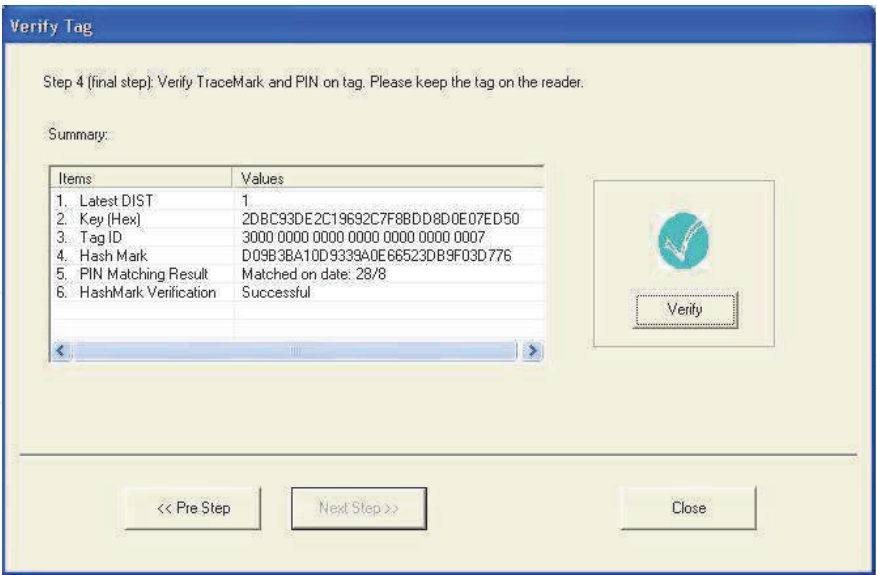 Verify Tag
Step 4 (final step): Verify TraceMark and PIN on tag. Please keep the tag on the reader.
Summary:
Items Values
1. Latest DIST 1
2. Key (Hex) 2DBC93DE2C19692C7F8BDD8D0E07ED50
3. Tag ID 3000 0000 0000 0000 0000 0000 0007
4. Hash Mark D09B3BA10D9339A0E66523DB9F03D776
5. PIN Matching Result Matched on date: 28/8
6. HashMark Verification Successful
Verify
<< Pre Step Next Step >> Close